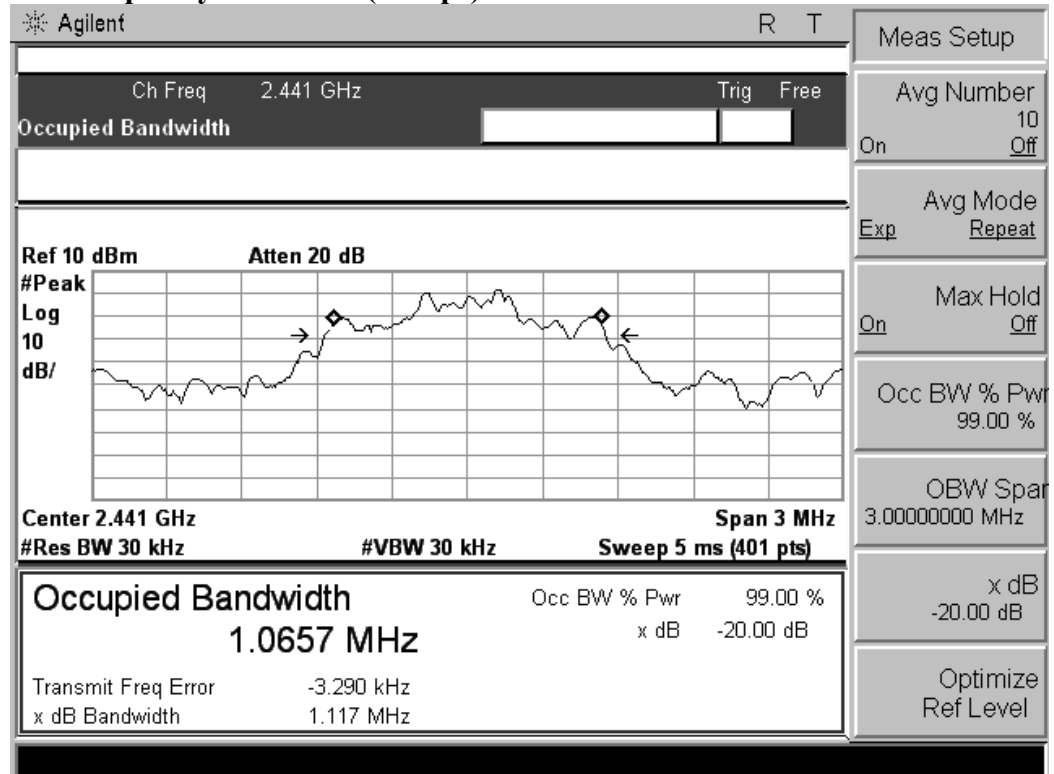 Agilent
R T
Ch Freq 2.441 GHz Trig Free
Occupied Bandwidth
Ref 10 dBm Atten 20 dB
#Peak
Log
10
dB/
Center 2.441 GHz Span 3 MHz
#Res BW 30 kHz #VBW 30 kHz Sweep 5 ms (401 pts)
Occupied Bandwidth
1.0657 MHz
Occ BW % Pwr 99.00 %
x dB -20.00 dB
Transmit Freq Error -3.290 kHz
x dB Bandwidth 1.117 MHz
Meas Setup
Avg Number
10
On Off
Avg Mode
Exp Repeat
Max Hold
On Off
Occ BW % Pwr
99.00 %
OBW Spar
3.00000000 MHz
x dB
-20.00 dB
Optimize
Ref Level